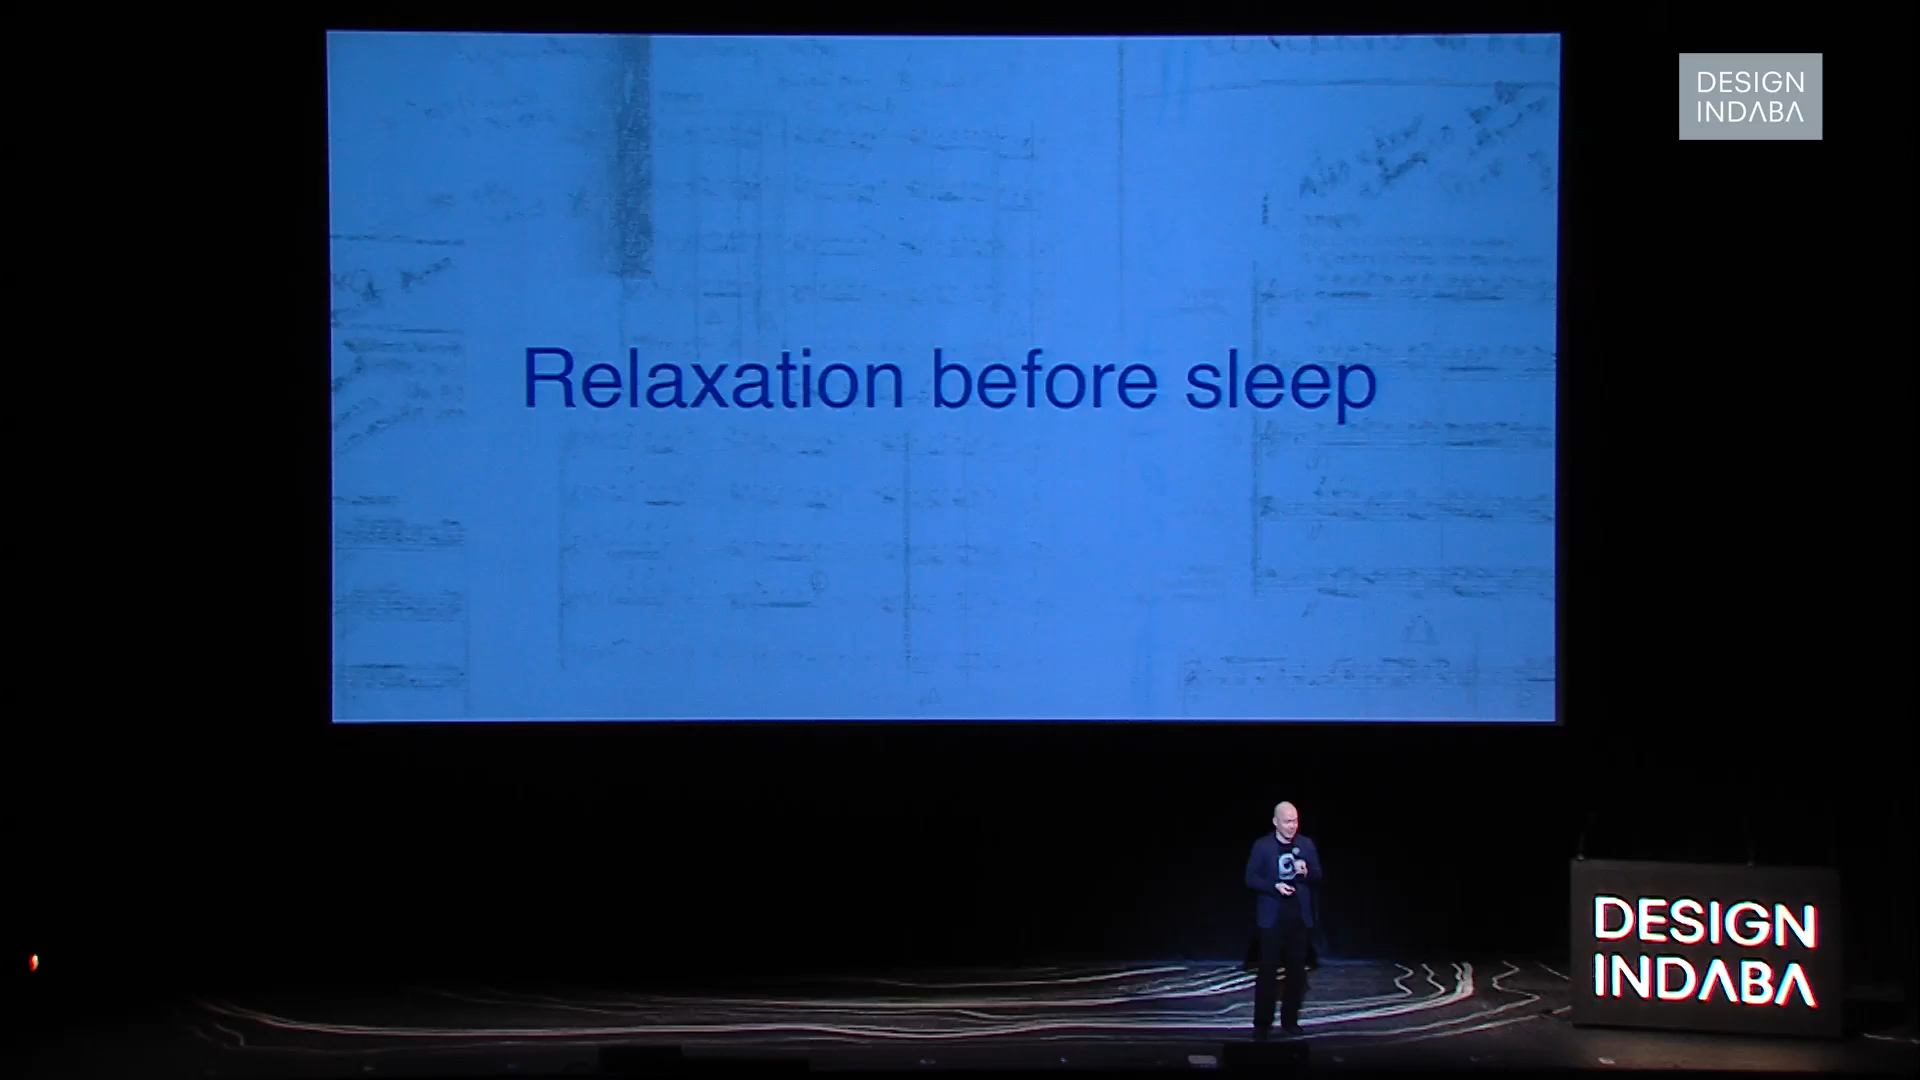 DESIGN
INDABA
Relaxation before sleep
DESIGN
INDABA